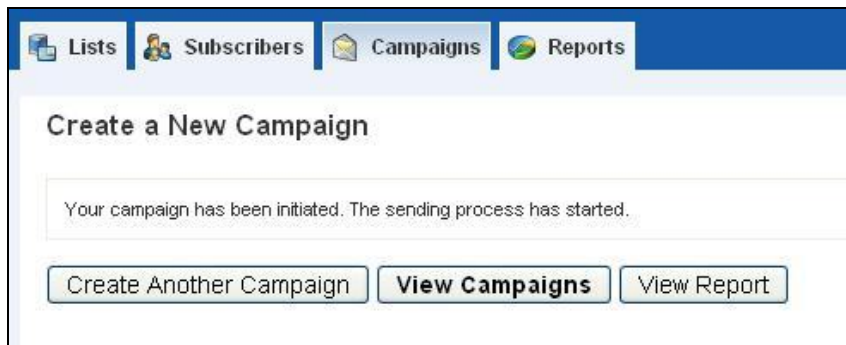 Lists Subscribers Campaigns Reports
Create a New Campaign
Your campaign has been initiated. The sending process has started.
Create Another Campaign View Campaigns View Report